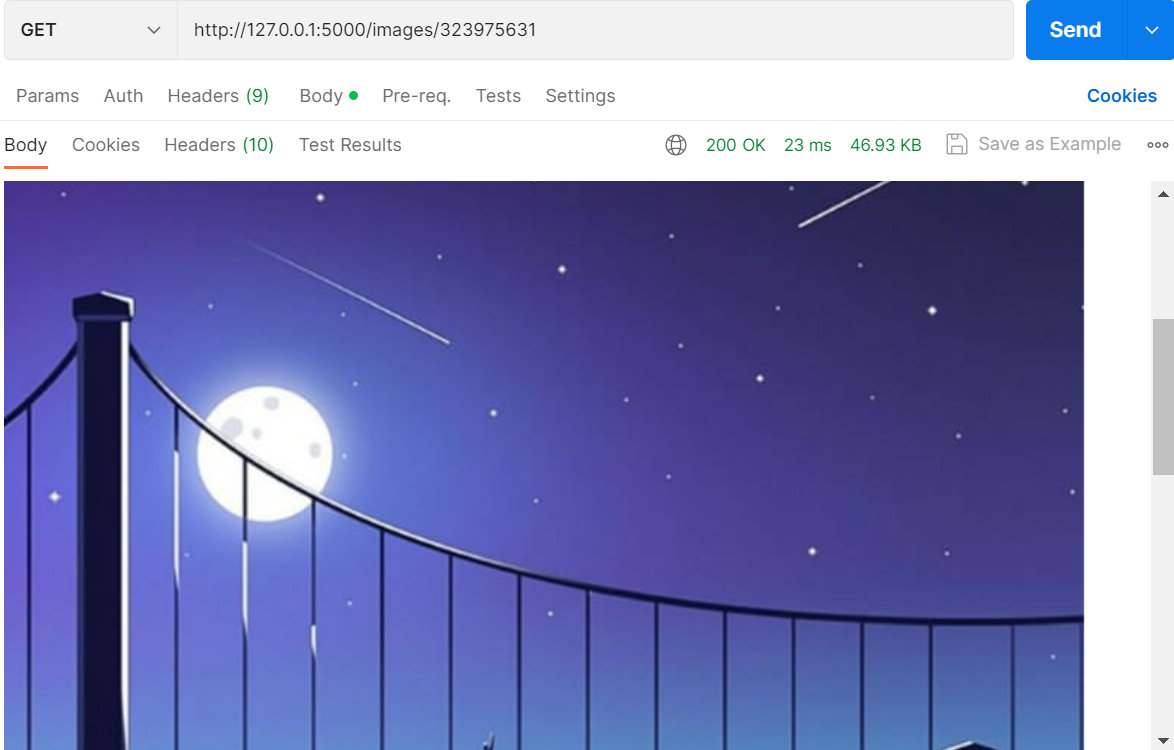 GET http://127.0.0.1:5000/images/323975631 Send
Params Auth Headers (9) Body Pre-req. Tests Settings Cookies
Body Cookies Headers (10) Test Results 200 OK 23 ms 46.93 KB Save as Example